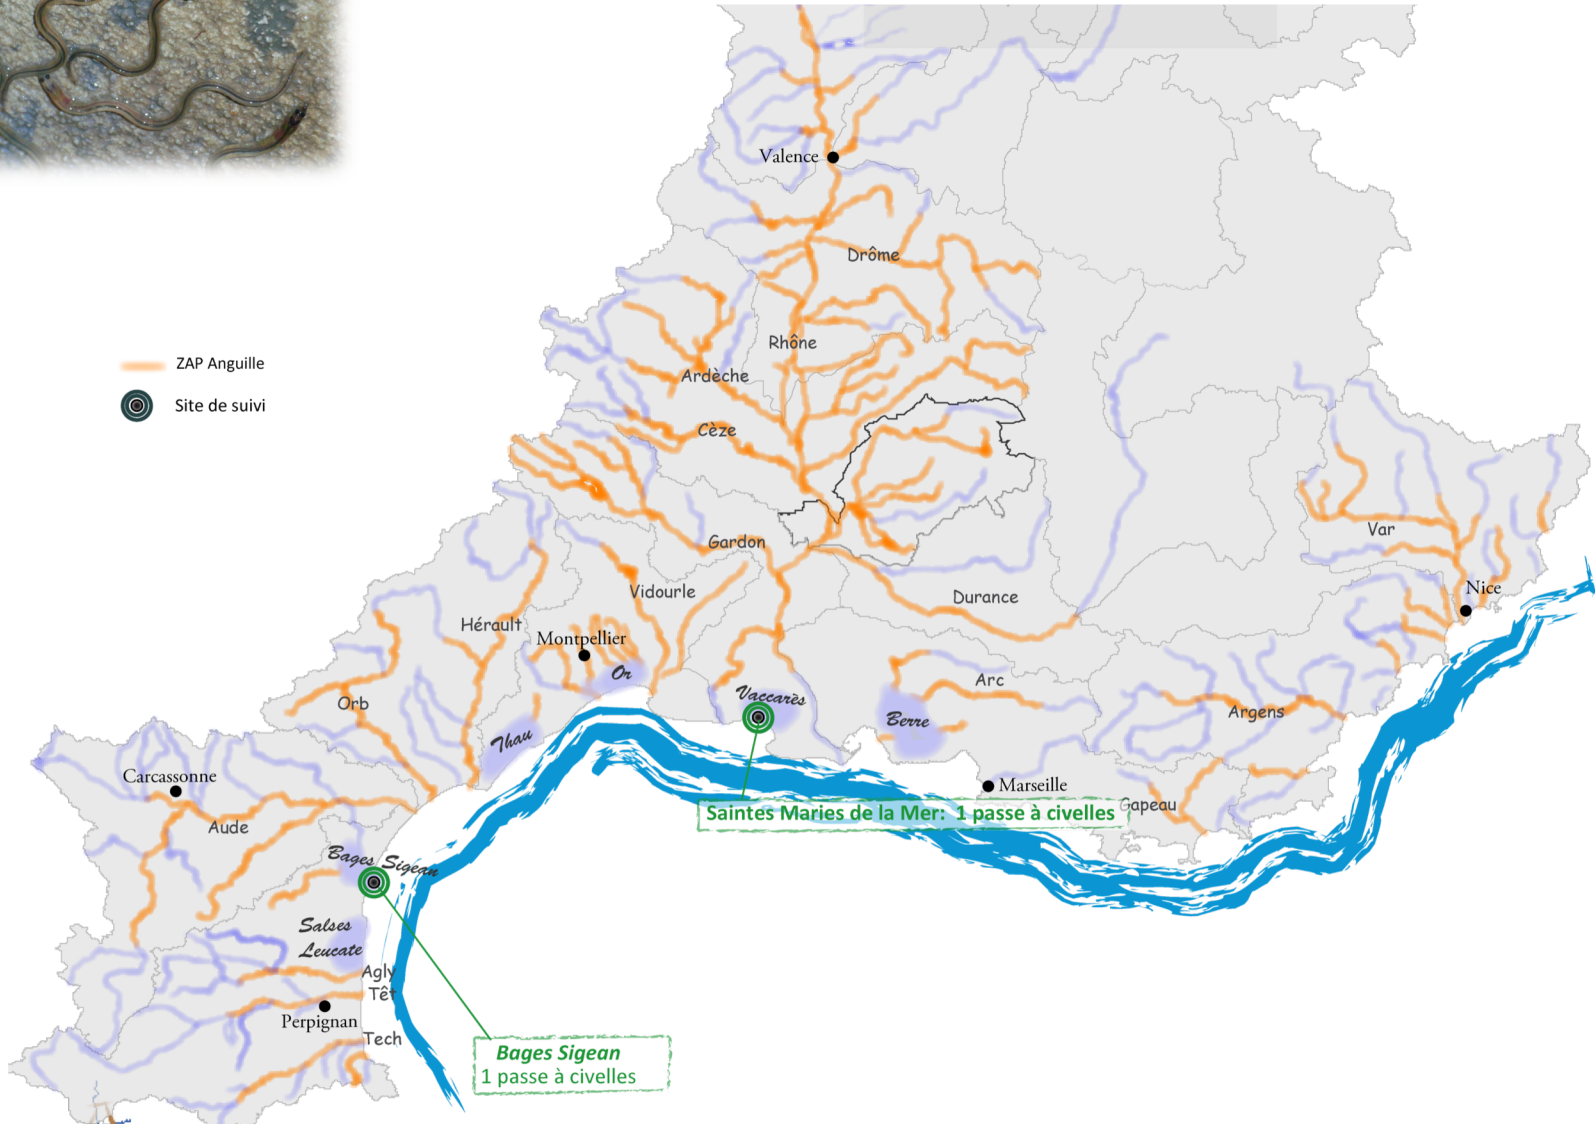 Valence
Drôme
ZAP Anguille
Rhône
Ardèche
Site de suivi
Cèze
Var
Gardon
Nice
Vidourle
Durance
Hérault
Montpellier
Or
Arc
Vaccarès
Orb
Argens
Berre
Thau
Carcassonne
Marseille
Gapeau
Saintes Maries de la Mer: 1 passe à civelles
Aude
Bages Sigean
Salses
Leucate
Agly
Têt
Perpignan
Tech
Bages Sigean
1 passe à civelles